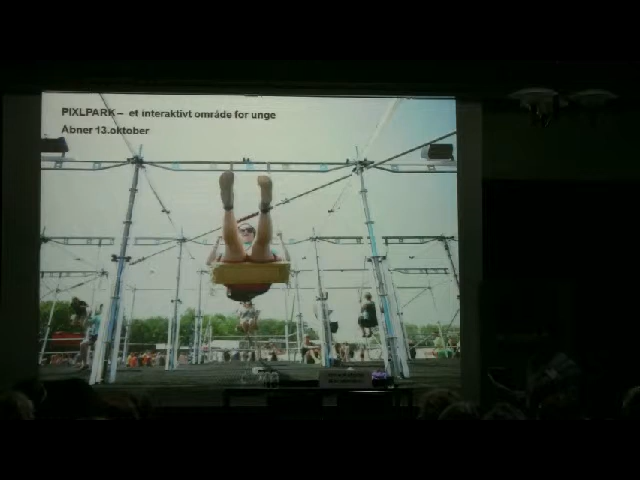 PIXLPARK – et interaktivt område for unge
Åbner 13.oktober